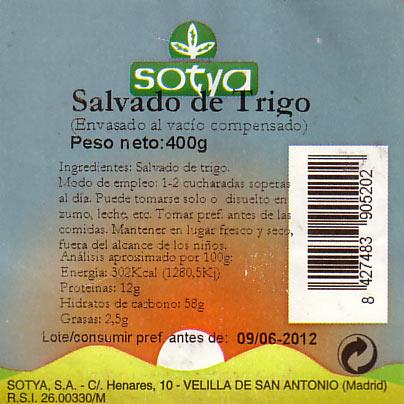 sotya
Salvado de Trigo
(Envasado al vacío compensado)
Peso neto:400g
Ingredientes: Salvado de trigo.
Modo de empleo: 1-2 cucharadas soperas
al día. Puede tomarse solo o disuelto en
zumo, leche, etc. Tomar pref. antes de las
comidas. Mantener en lugar fresco y seco,
fuera del alcance de los niños.
Análisis aproximado por 100g:
Energía: 302Kcal (1280,5Kj)
Proteinas: 12g
Hidratos de carbono: 58g
Grasas: 2,5g
Lote/consumir pref. antes de: 09/06-2012
8 427483 905202
SOTYA, S.A. - C/. Henares, 10 - VELILLA DE SAN ANTONIO (Madrid)
R.S.I. 26.00330/M